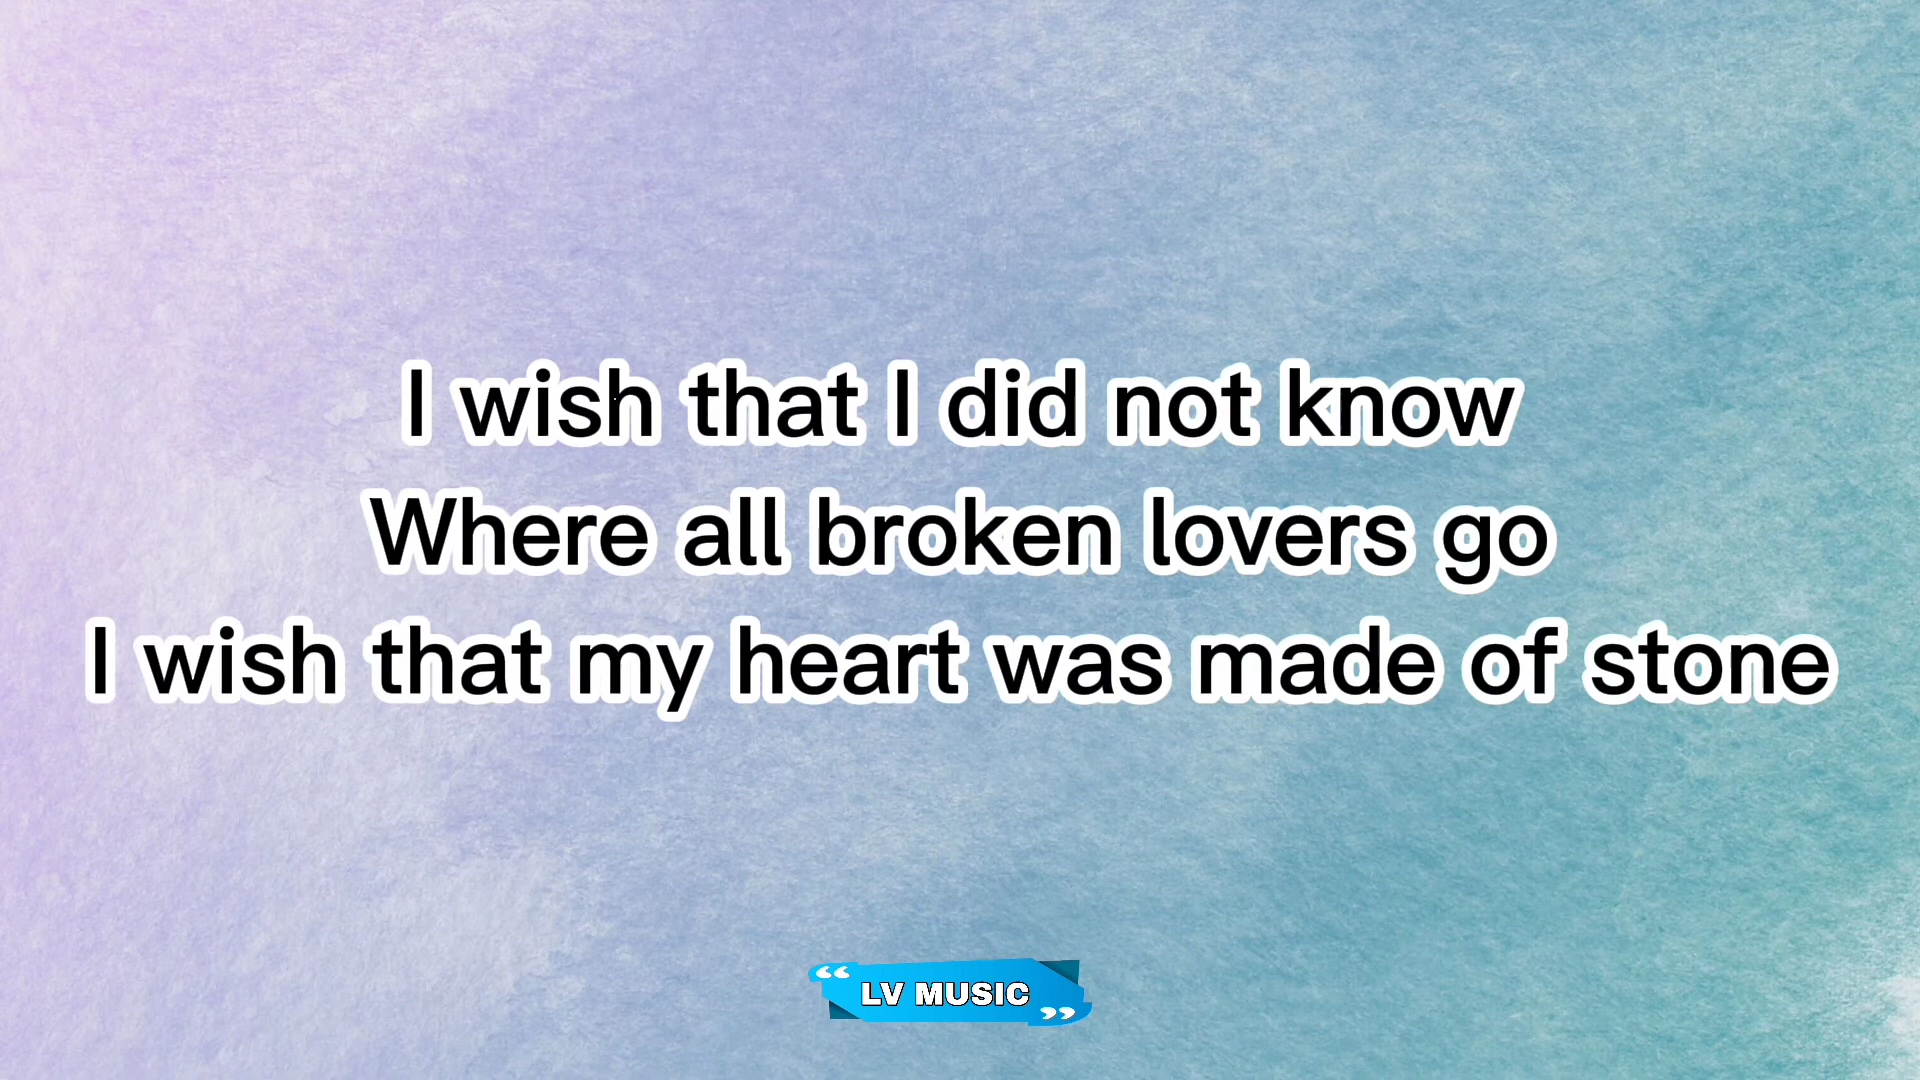 I wish that I did not know
Where all broken lovers go
I wish that my heart was made of stone
“ LV MUSIC ”